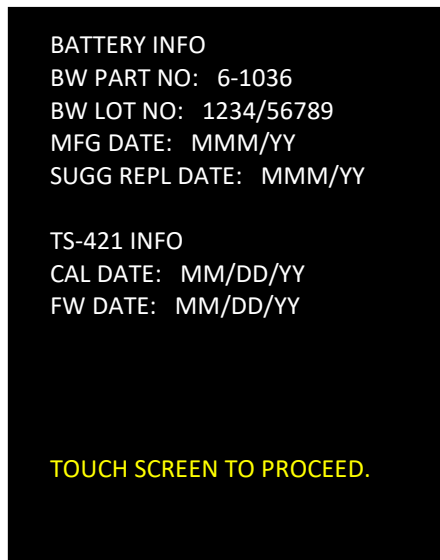 BATTERY INFO
BW PART NO: 6-1036
BW LOT NO: 1234/56789
MFG DATE: MMM/YY
SUGG REPL DATE: MMM/YY
TS-421 INFO
CAL DATE: MM/DD/YY
FW DATE: MM/DD/YY
TOUCH SCREEN TO PROCEED.